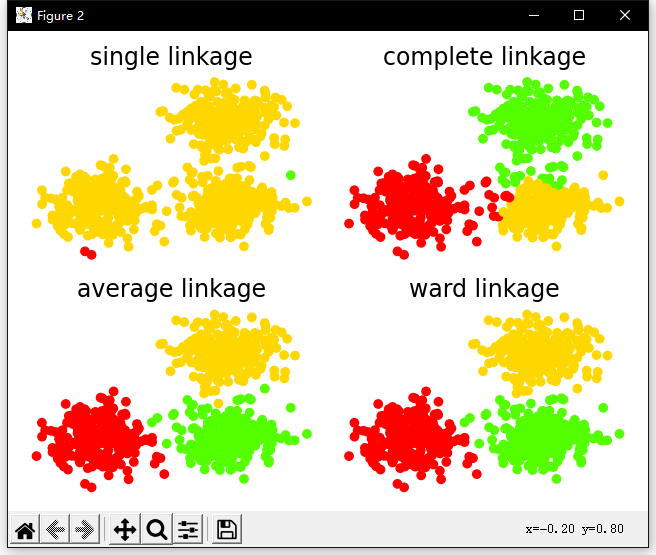 Figure 2
single linkage
complete linkage
average linkage
ward linkage
x=-0.20 y=0.80